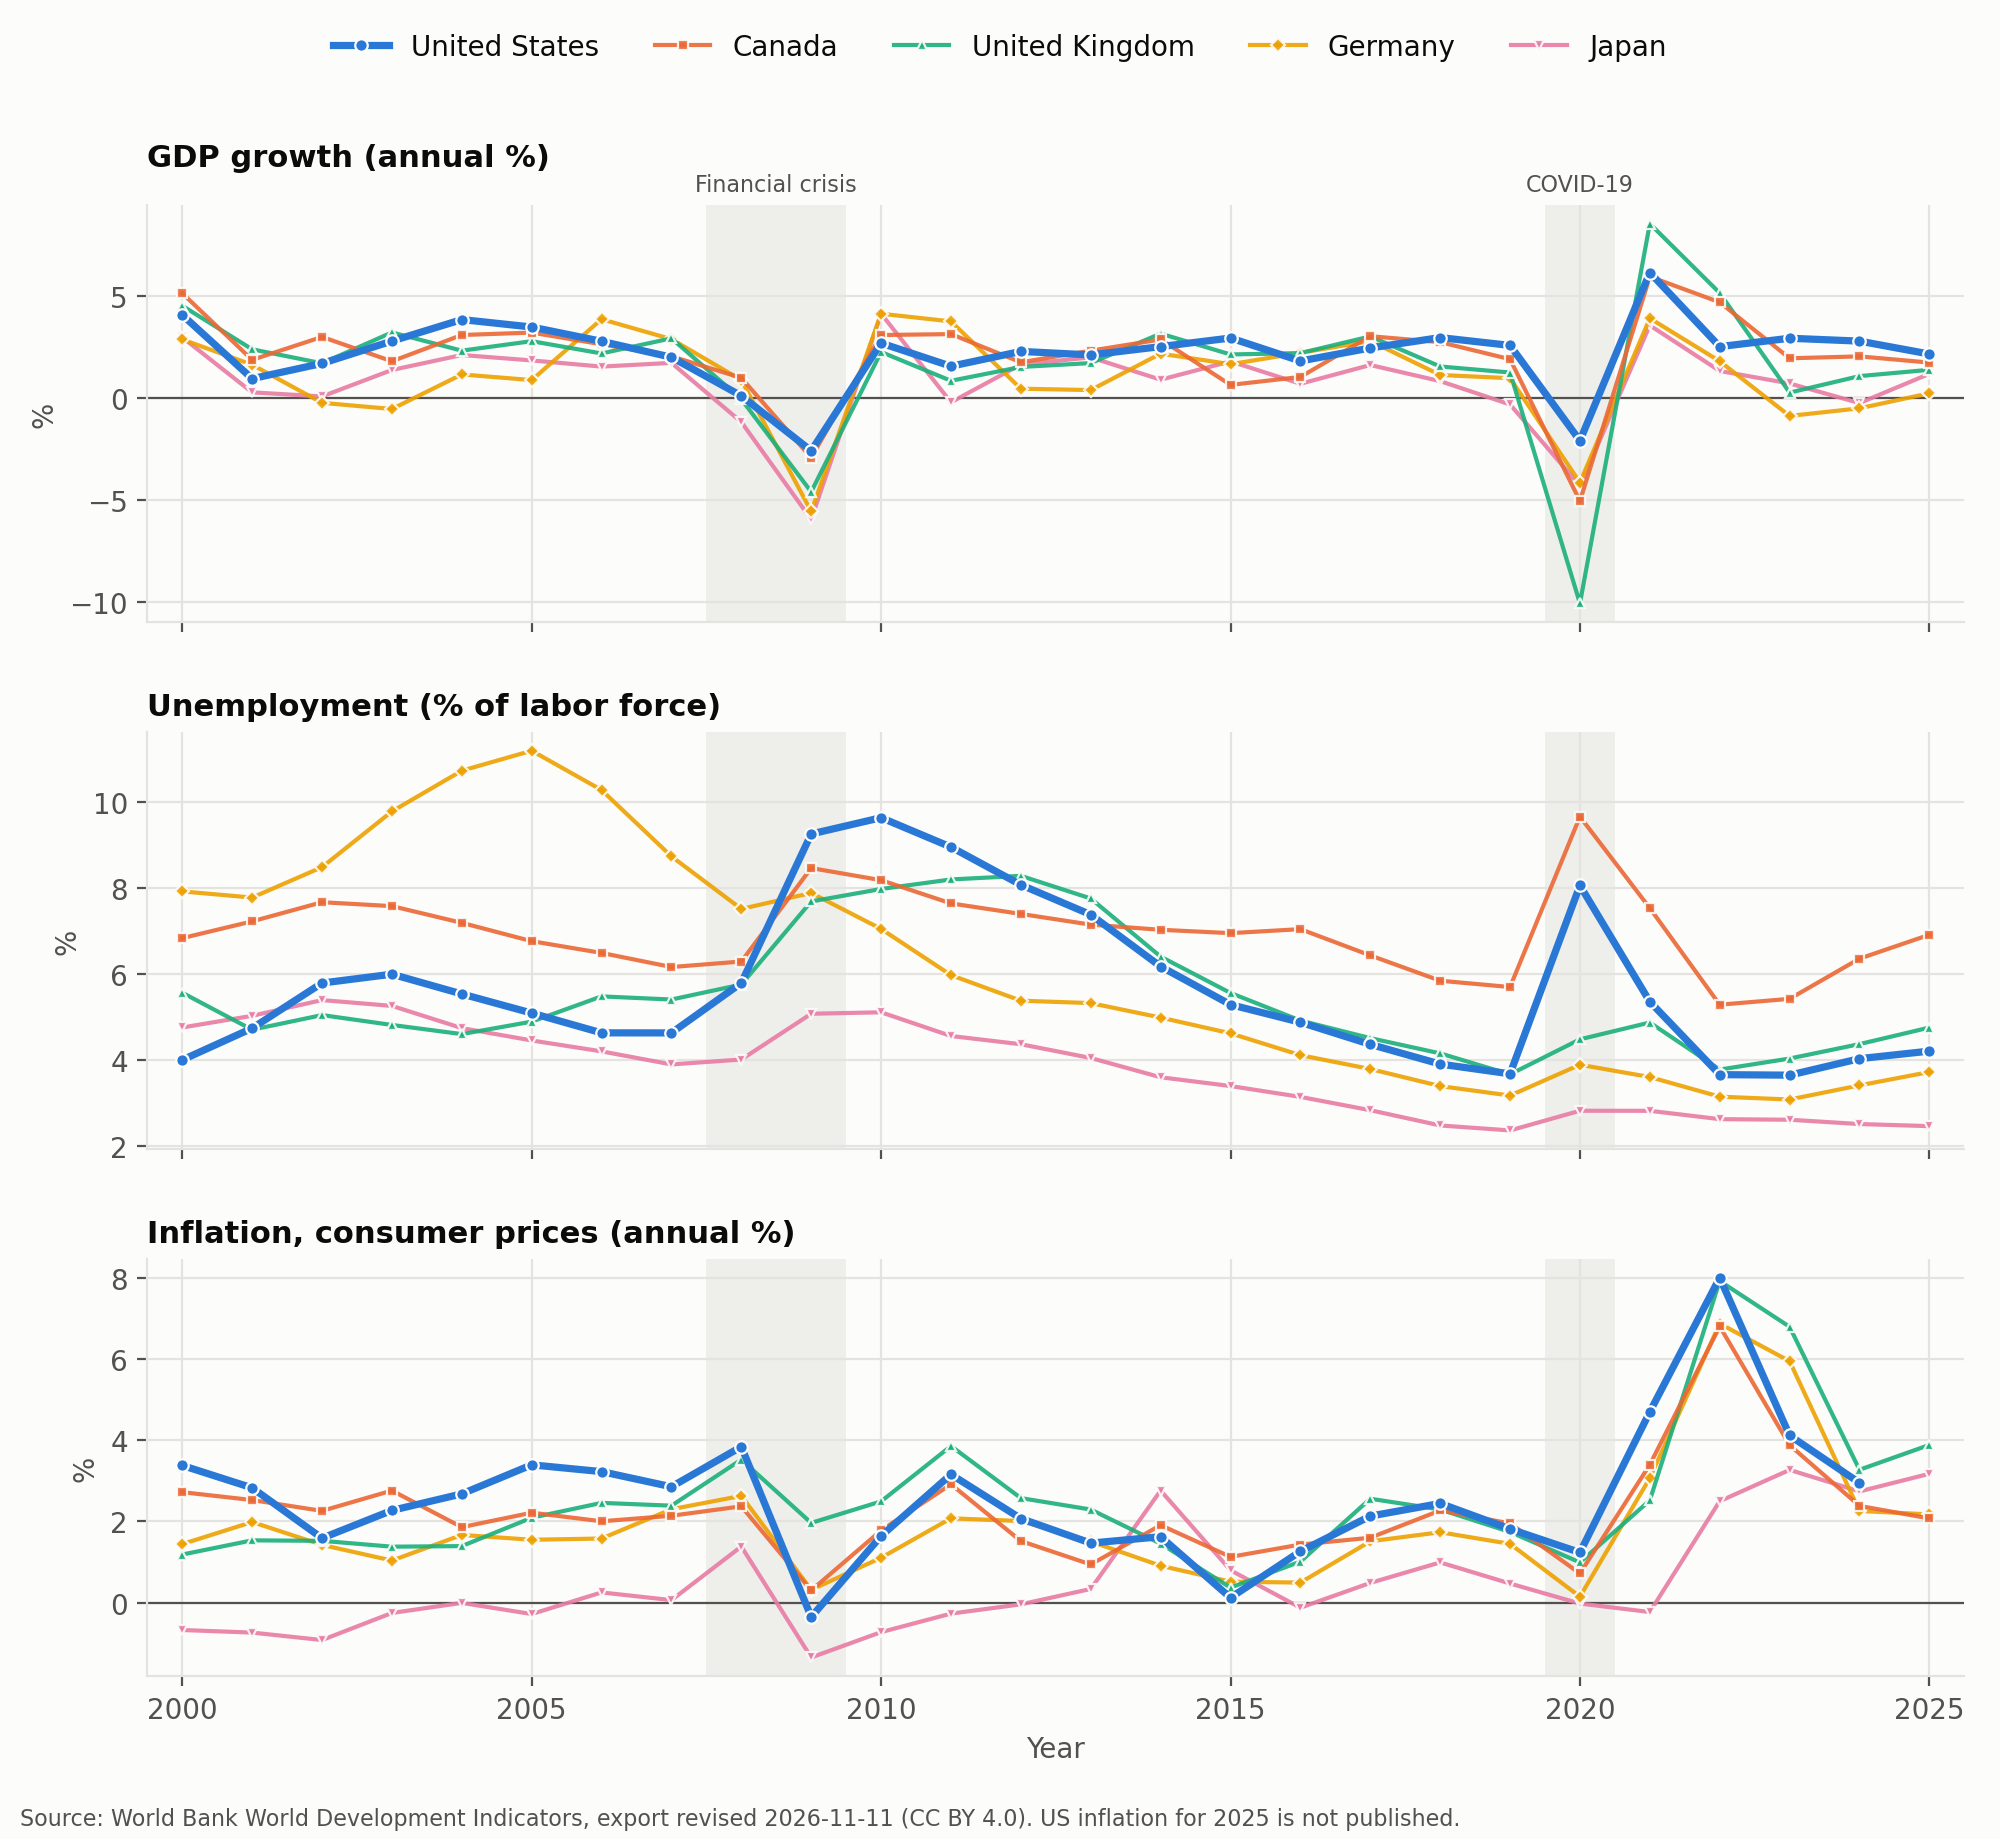 United States Canada United Kingdom Germany Japan
GDP growth (annual %)
Financial crisis COVID-19
5
0
−5
−10
%
Unemployment (% of labor force)
10
8
6
4
2
%
Inflation, consumer prices (annual %)
8
6
4
2
0
%
2000 2005 2010 2015 2020 2025
Year
Source: World Bank World Development Indicators, export revised 2026-11-11 (CC BY 4.0). US inflation for 2025 is not published.